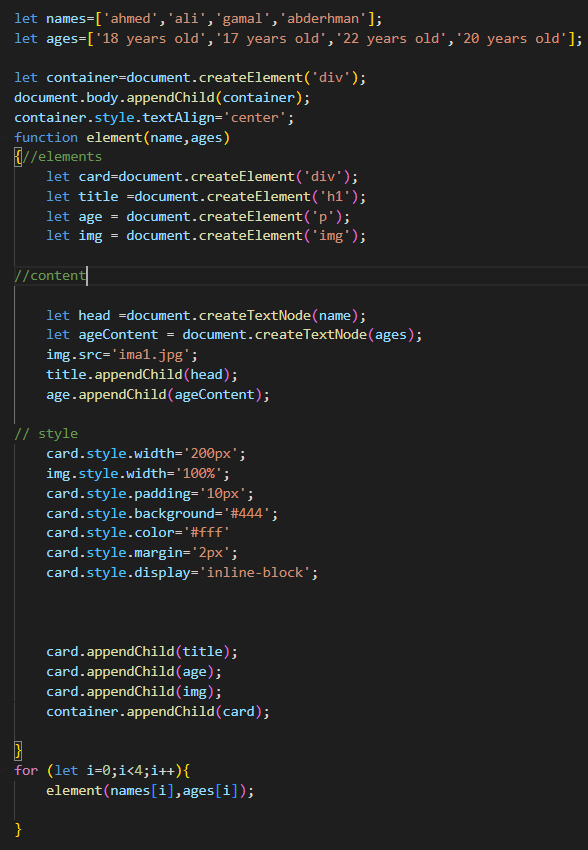 let names=['ahmed','ali','gamal','abderhman'];
let ages=['18 years old','17 years old','22 years old','20 years old'];
let container=document.createElement('div');
document.body.appendChild(container);
container.style.textAlign='center';
function element(name,ages)
{//elements
let card=document.createElement('div');
let title =document.createElement('h1');
let age = document.createElement('p');
let img = document.createElement('img');
//content
let head =document.createTextNode(name);
let ageContent = document.createTextNode(ages);
img.src='ima1.jpg';
title.appendChild(head);
age.appendChild(ageContent);
// style
card.style.width='200px';
img.style.width='100%';
card.style.padding='10px';
card.style.background='#444';
card.style.color='#fff'
card.style.margin='2px';
card.style.display='inline-block';
card.appendChild(title);
card.appendChild(age);
card.appendChild(img);
container.appendChild(card);
}
for (let i=0;i<4;i++){
element(names[i],ages[i]);
}